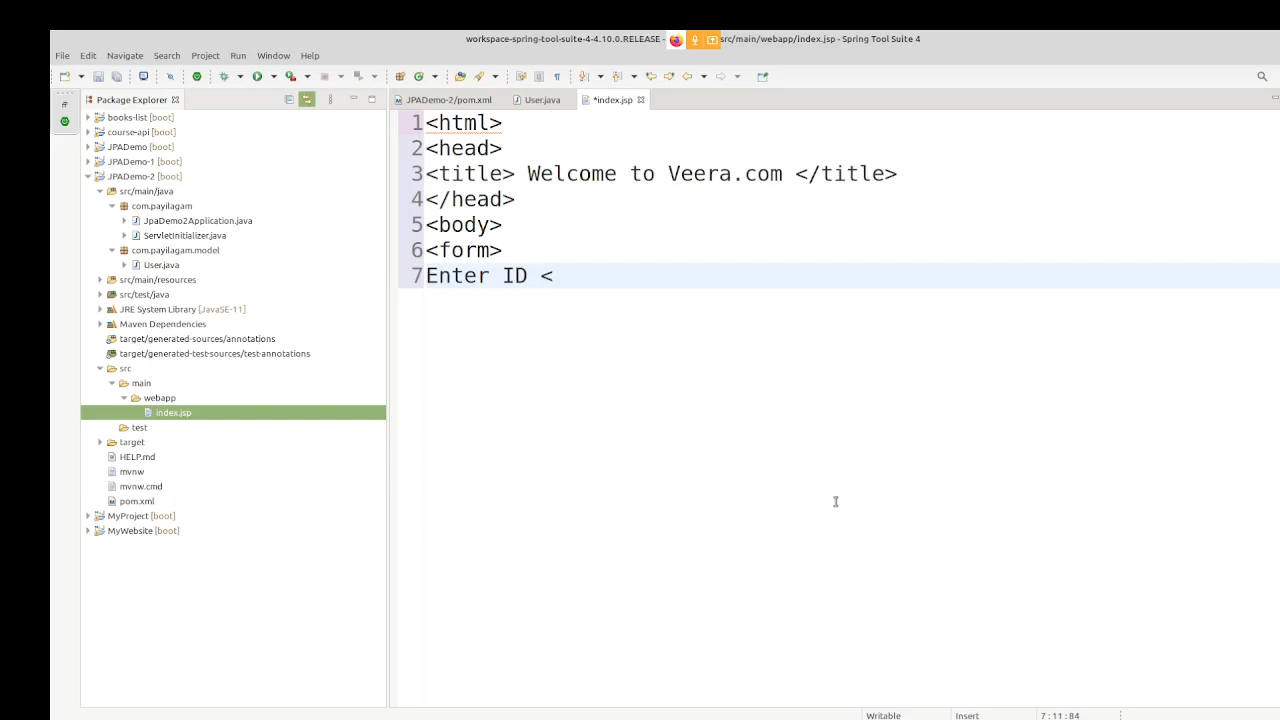 workspace-spring-tool-suite-4-4.10.0.RELEASE - src/main/webapp/index.jsp - Spring Tool Suite 4
File Edit Navigate Search Project Run Window Help
Package Explorer
JPADemo-2/pom.xml User.java *index.jsp
books-list [boot]
course-api [boot]
JPADemo [boot]
JPADemo-1 [boot]
JPADemo-2 [boot]
src/main/java
com.payilagam
JpaDemo2Application.java
ServletInitializer.java
com.payilagam.model
User.java
src/main/resources
src/test/java
JRE System Library [JavaSE-11]
Maven Dependencies
target/generated-sources/annotations
target/generated-test-sources/test-annotations
src
main
webapp
index.jsp
test
target
HELP.md
mvnw
mvnw.cmd
pom.xml
MyProject [boot]
MyWebsite [boot]
1 <html>
2 <head>
3 <title> Welcome to Veera.com </title>
4 </head>
5 <body>
6 <form>
7 Enter ID <
Writable Insert 7:11:84